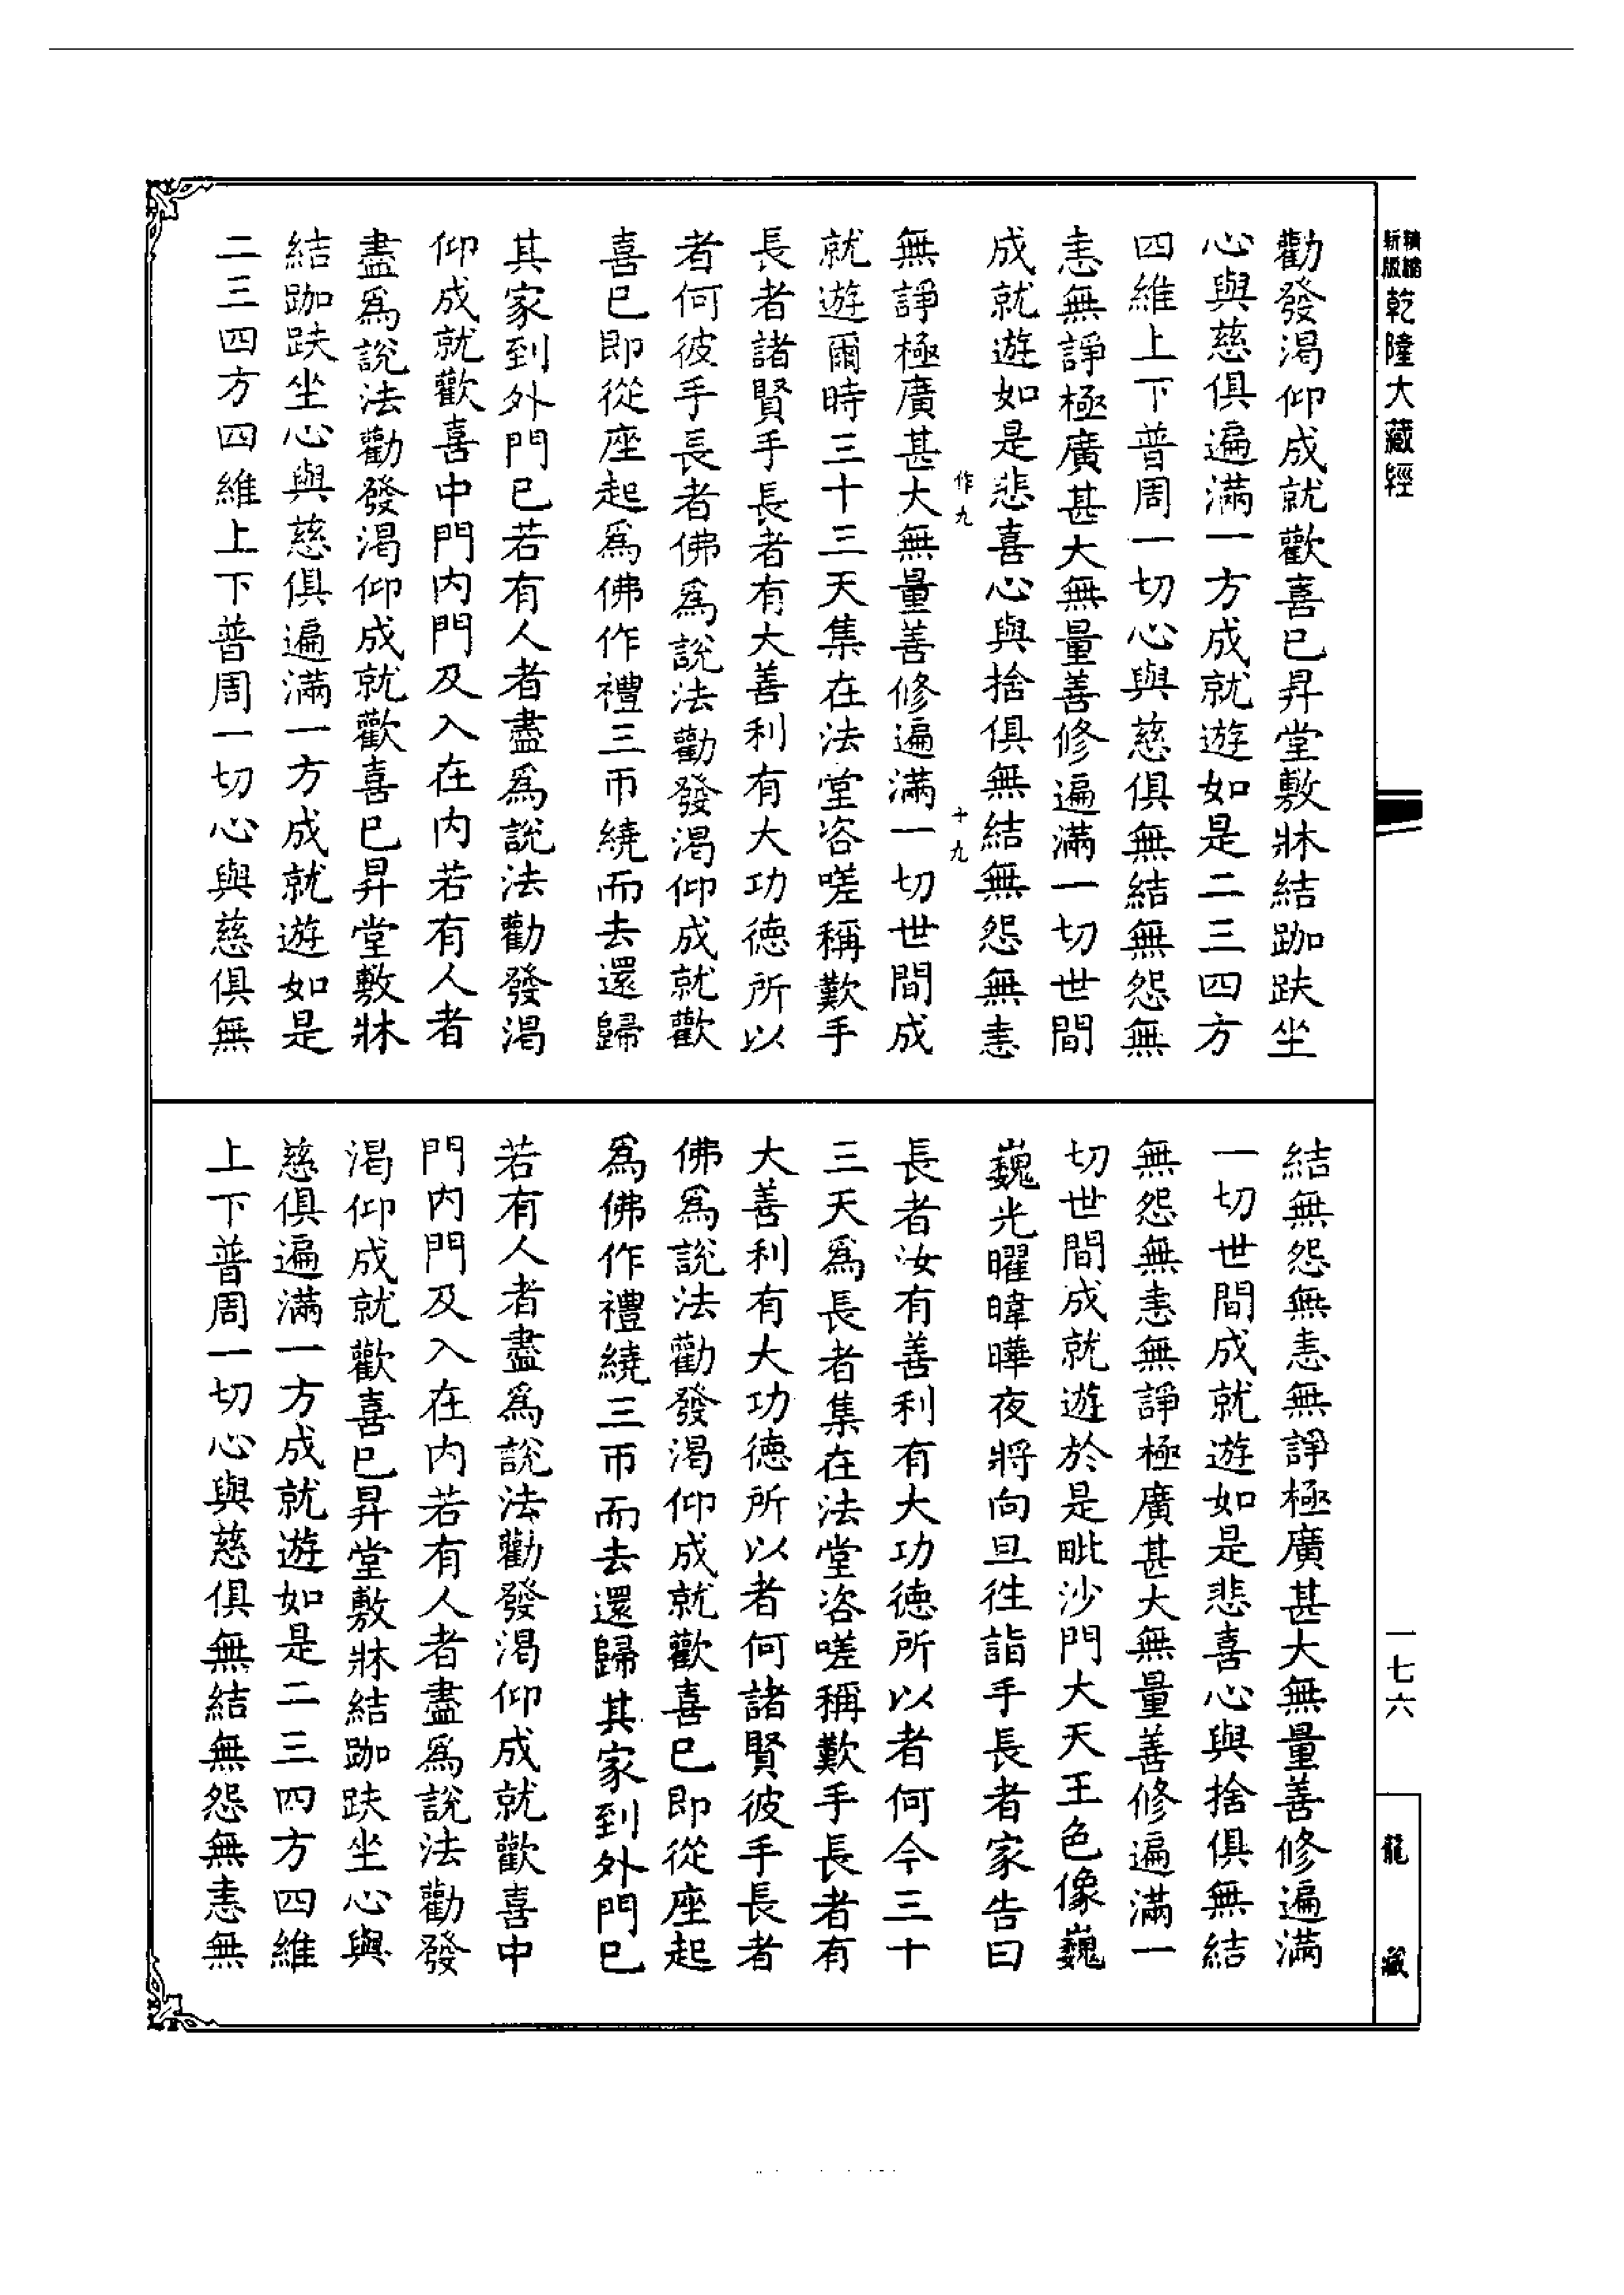 精縮
新版
乾隆大藏經
勸發渴仰成就歡喜已昇堂敷牀結跏趺坐
心與慈俱遍滿一方成就遊如是二三四方
四維上下普周一切心與慈俱無結無怨無
恚無諍極廣甚大無量善修遍滿一切世間
成就遊如是悲喜心與捨俱無結無怨無恚
作九
十九
無諍極廣甚大無量善修遍滿一切世間成
就遊爾時三十三天集在法堂咨嗟稱歎手
長者諸賢手長者有大善利有大功德所以
者何彼手長者佛爲說法勸發渴仰成就歡
喜已即從座起爲佛作禮三帀繞而去還歸
其家到外門已若有人者盡爲說法勸發渴
仰成就歡喜中門內門及入在內若有人者
盡爲說法勸發渴仰成就歡喜已昇堂敷牀
結跏趺坐心與慈俱遍滿一方成就遊如是
二三四方四維上下普周一切心與慈俱無
結無怨無恚無諍極廣甚大無量善修遍滿
一切世間成就遊如是悲喜心與捨俱無結
無怨無恚無諍極廣甚大無量善修遍滿一
切世間成就遊於是毗沙門大天王色像巍
巍光曜暐曄夜將向旦往詣手長者家告曰
長者汝有善利有大功德所以者何今三十
三天爲長者集在法堂咨嗟稱歎手長者有
大善利有大功德所以者何諸賢彼手長者
佛爲說法勸發渴仰成就歡喜已即從座起
爲佛作禮繞三帀而去還歸其家到外門已
若有人者盡爲說法勸發渴仰成就歡喜中
門內門及入在內若有人者盡爲說法勸發
渴仰成就歡喜已昇堂敷牀結跏趺坐心與
慈俱遍滿一方成就遊如是二三四方四維
上下普周一切心與慈俱無結無怨無恚無
一七六
龍藏